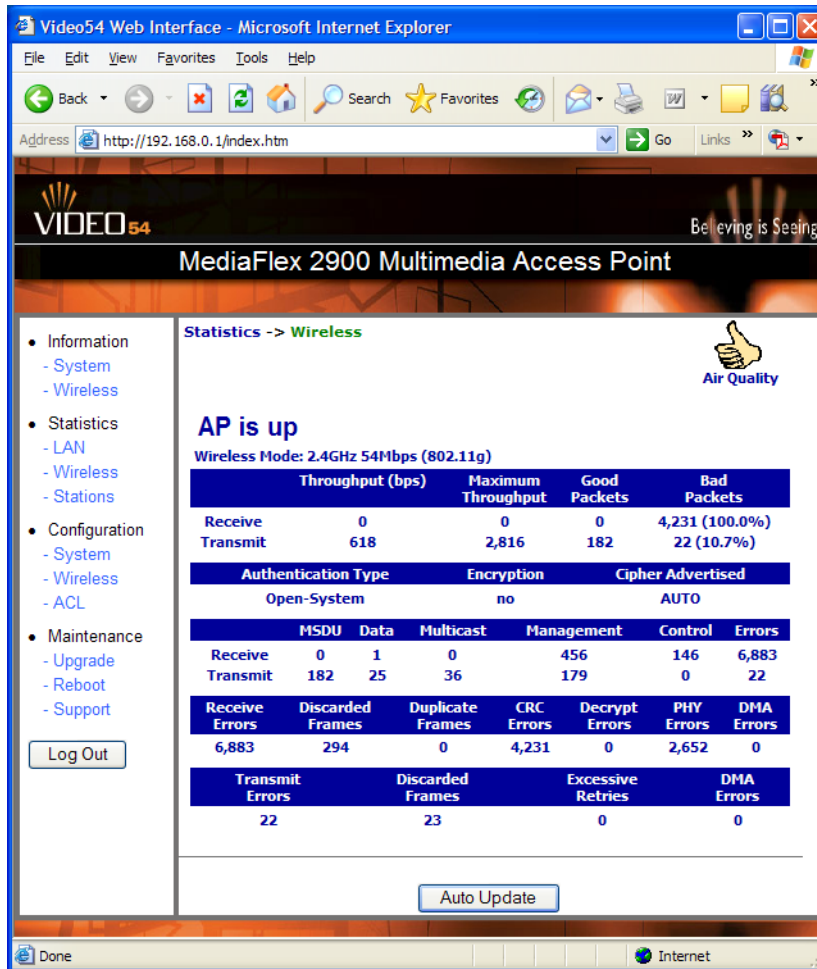 Video54 Web Interface - Microsoft Internet Explorer
File Edit View Favorites Tools Help
Back Search Favorites
Address http://192.168.0.1/index.htm Go Links »
VIDEO54
Believing is Seeing
MediaFlex 2900 Multimedia Access Point
• Information
- System
- Wireless
• Statistics
- LAN
- Wireless
- Stations
• Configuration
- System
- Wireless
- ACL
• Maintenance
- Upgrade
- Reboot
- Support
Log Out
Statistics -> Wireless
Air Quality
AP is up
Wireless Mode: 2.4GHz 54Mbps (802.11g)
Throughput (bps) Maximum Throughput Good Packets Bad Packets
Receive 0 0 0 4,231 (100.0%)
Transmit 618 2,816 182 22 (10.7%)
Authentication Type Encryption Cipher Advertised
Open-System no AUTO
MSDU Data Multicast Management Control Errors
Receive 0 1 0 456 146 6,883
Transmit 182 25 36 179 0 22
Receive Errors Discarded Frames Duplicate Frames CRC Errors Decrypt Errors PHY Errors DMA Errors
6,883 294 0 4,231 0 2,652 0
Transmit Errors Discarded Frames Excessive Retries DMA Errors
22 23 0 0
Auto Update
Done Internet